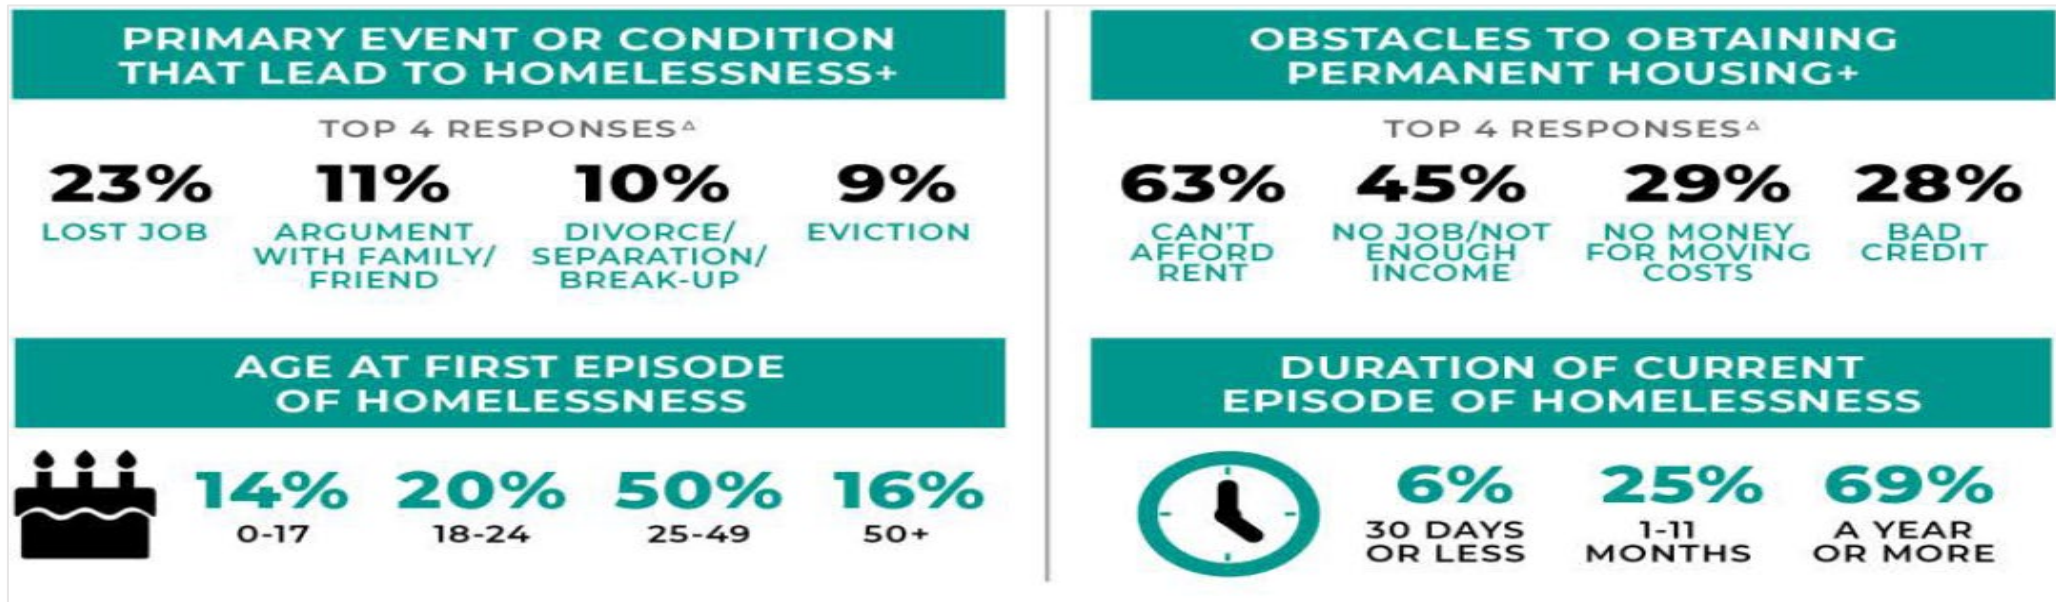 PRIMARY EVENT OR CONDITION
THAT LEAD TO HOMELESSNESS+
TOP 4 RESPONSES△
23% 11% 10% 9%
LOST JOB
ARGUMENT
WITH FAMILY/
FRIEND
DIVORCE/
SEPARATION/
BREAK-UP
EVICTION
OBSTACLES TO OBTAINING
PERMANENT HOUSING+
TOP 4 RESPONSES△
63% 45% 29% 28%
CAN'T
AFFORD
RENT
NO JOB/NOT
ENOUGH
INCOME
NO MONEY
FOR MOVING
COSTS
BAD
CREDIT
AGE AT FIRST EPISODE
OF HOMELESSNESS
14% 20% 50% 16%
0-17 18-24 25-49 50+
DURATION OF CURRENT
EPISODE OF HOMELESSNESS
6% 25% 69%
30 DAYS
OR LESS
1-11
MONTHS
A YEAR
OR MORE